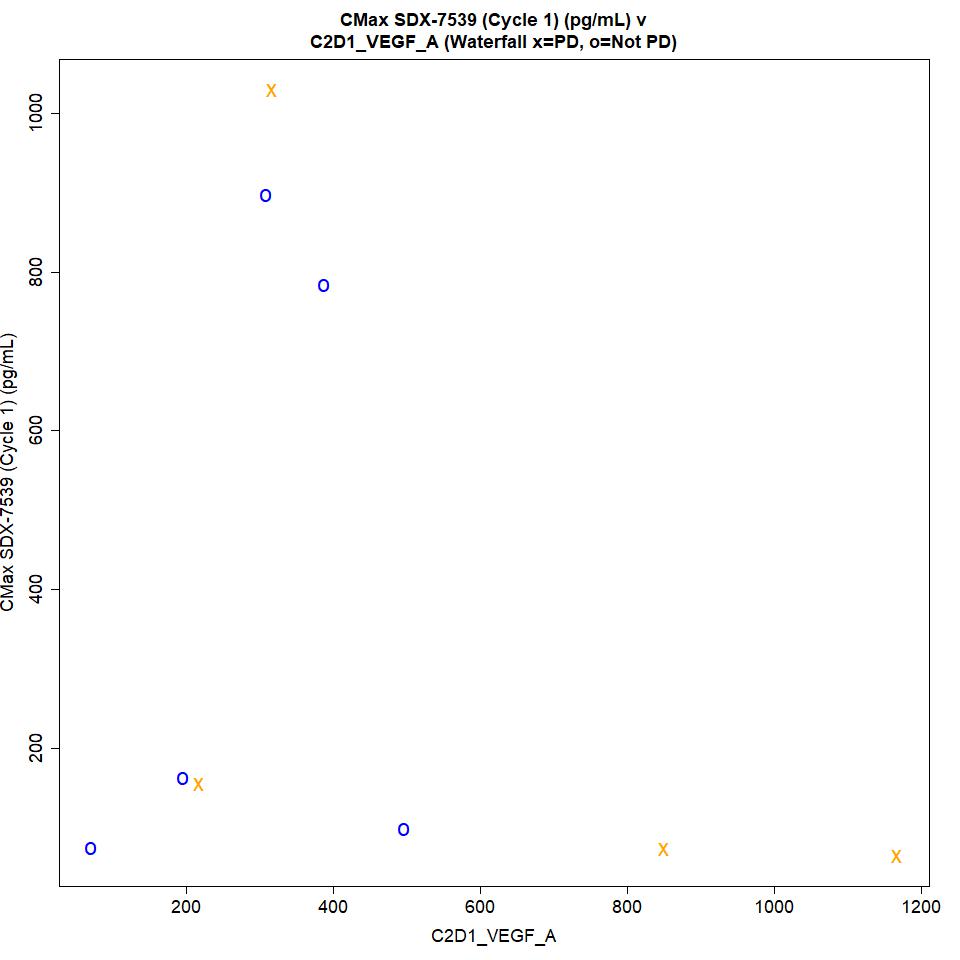 CMax SDX-7539 (Cycle 1) (pg/mL) v
C2D1_VEGF_A (Waterfall x=PD, o=Not PD)
CMax SDX-7539 (Cycle 1) (pg/mL)
1000
800
600
400
200
X
O
O
O
X
O
O
X
X
200 400 600 800 1000 1200
C2D1_VEGF_A